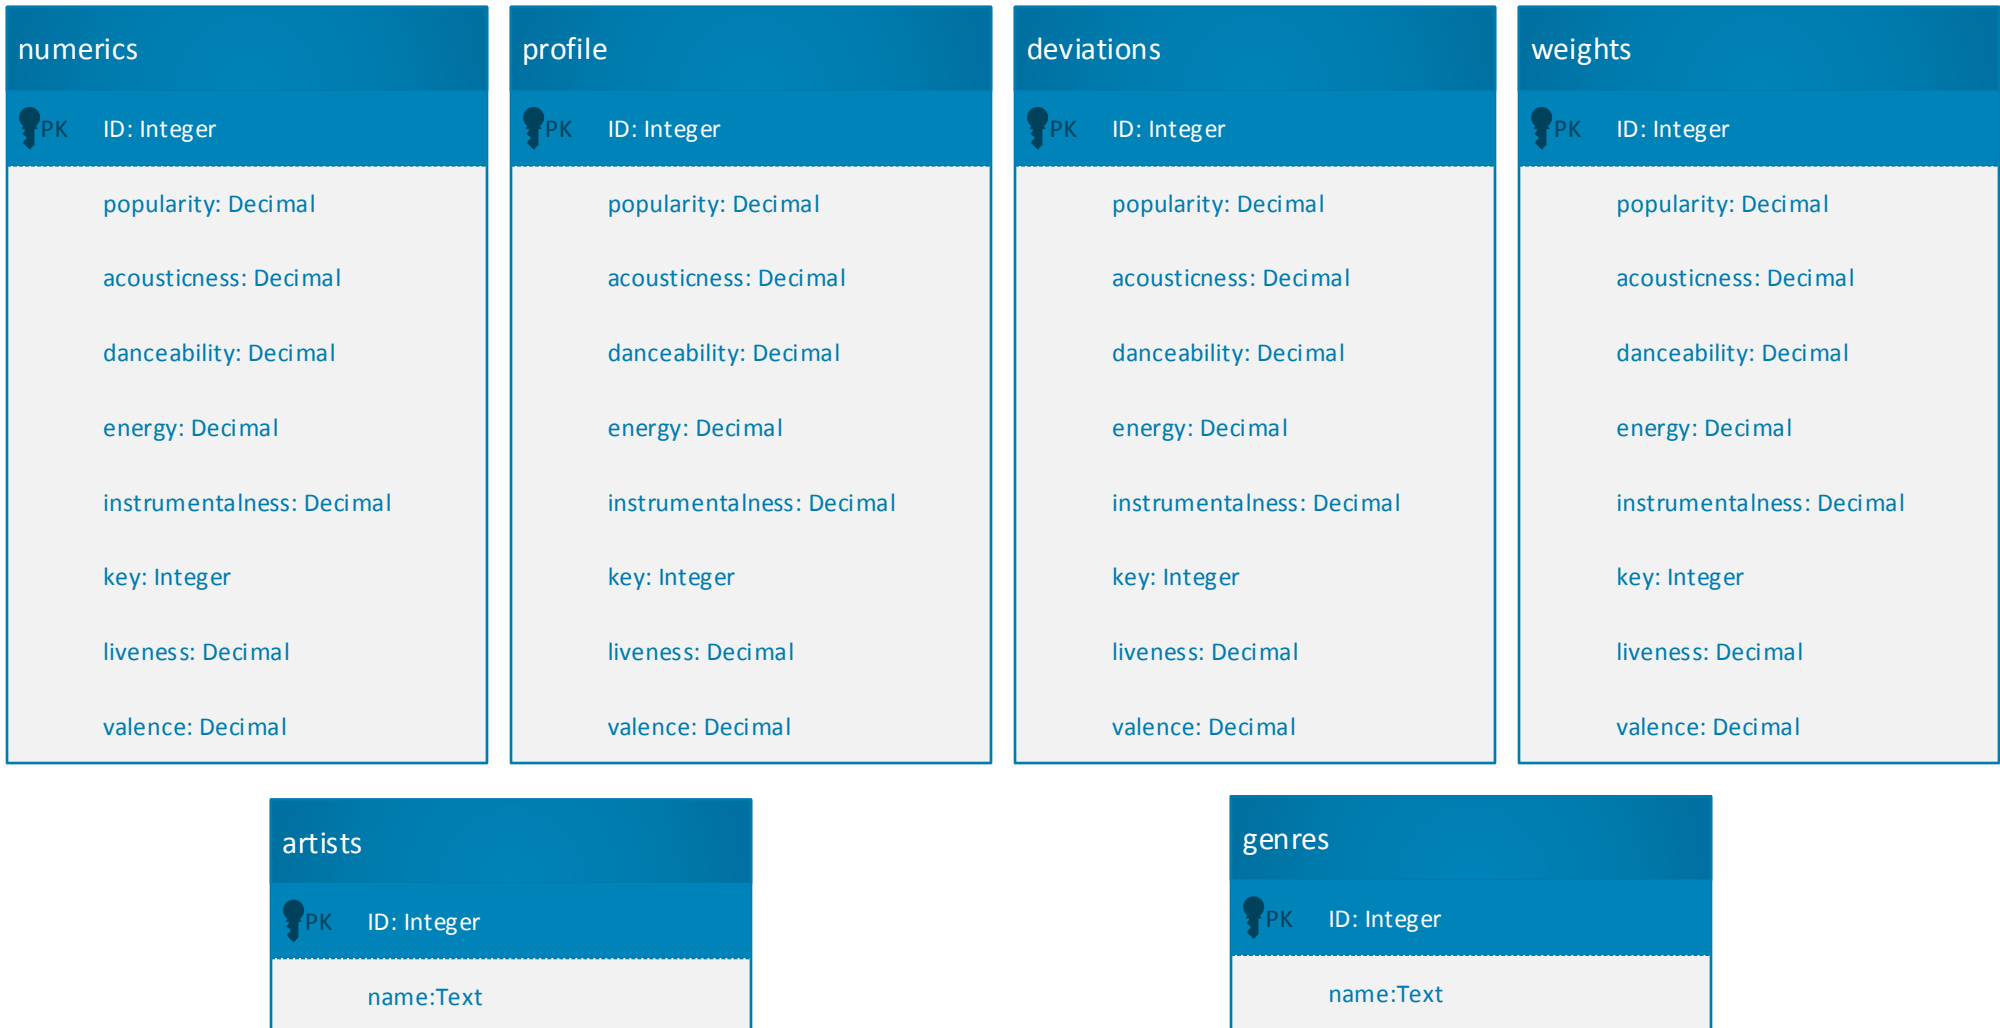 numerics
PK ID: Integer
popularity: Decimal
acousticness: Decimal
danceability: Decimal
energy: Decimal
instrumentalness: Decimal
key: Integer
liveness: Decimal
valence: Decimal
profile
PK ID: Integer
popularity: Decimal
acousticness: Decimal
danceability: Decimal
energy: Decimal
instrumentalness: Decimal
key: Integer
liveness: Decimal
valence: Decimal
deviations
PK ID: Integer
popularity: Decimal
acousticness: Decimal
danceability: Decimal
energy: Decimal
instrumentalness: Decimal
key: Integer
liveness: Decimal
valence: Decimal
weights
PK ID: Integer
popularity: Decimal
acousticness: Decimal
danceability: Decimal
energy: Decimal
instrumentalness: Decimal
key: Integer
liveness: Decimal
valence: Decimal
artists
PK ID: Integer
name:Text
genres
PK ID: Integer
name:Text